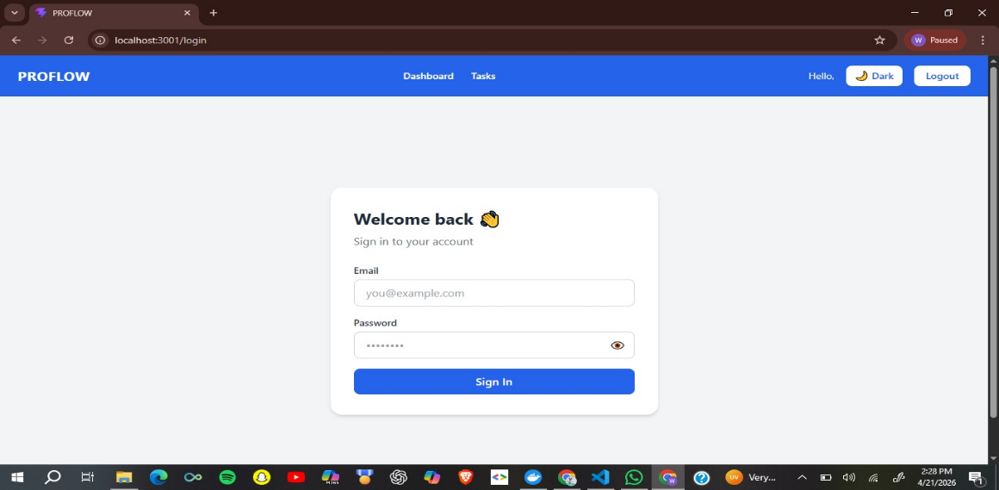 PROFLOW
localhost:3001/login
W Paused
PROFLOW
Dashboard Tasks
Hello, 🌙 Dark Logout
Welcome back 👋
Sign in to your account
Email
you@example.com
Password
Sign In
UV Very...
2:28 PM
4/21/2026
1